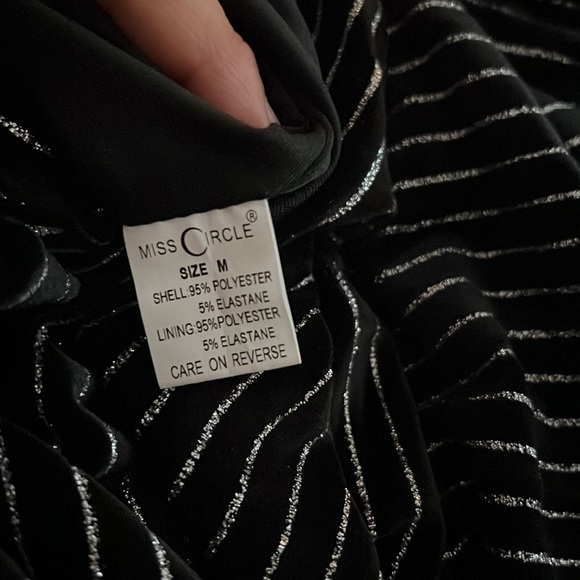 MISS CIRCLE®
SIZE M
SHELL:95% POLYESTER
5% ELASTANE
LINING:95%POLYESTER
5% ELASTANE
CARE ON REVERSE